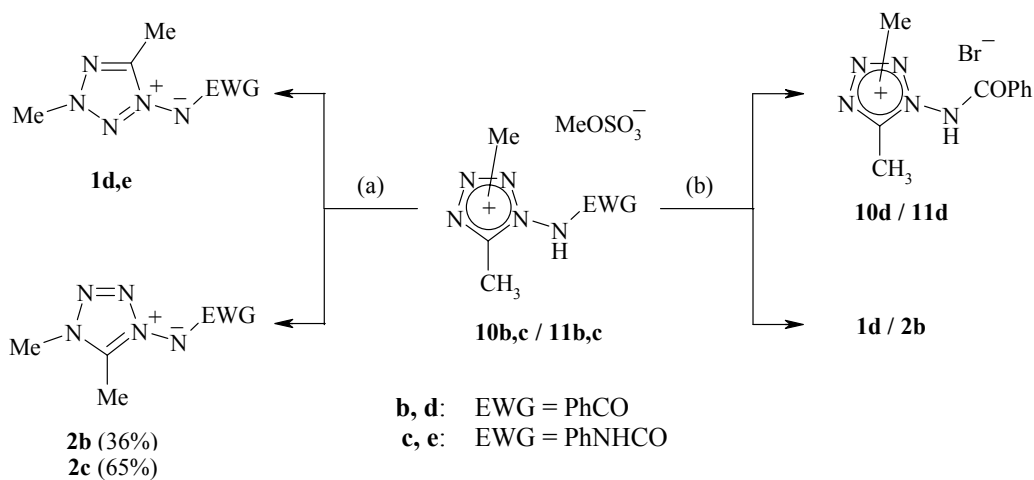 Me
N
N
+
EWG
Me
N
N
N
−
N
1d,e
(a)
N
N
N
+
EWG
Me
N
N
−
N
Me
2b (36%)
2c (65%)
MeOSO3−
Me
N
N
N
+
EWG
N
N
N
H
CH3
10b,c / 11b,c
(b)
b, d: EWG = PhCO
c, e: EWG = PhNHCO
Me
Br−
N
N
N
+
COPh
N
N
N
H
CH3
10d / 11d
1d / 2b